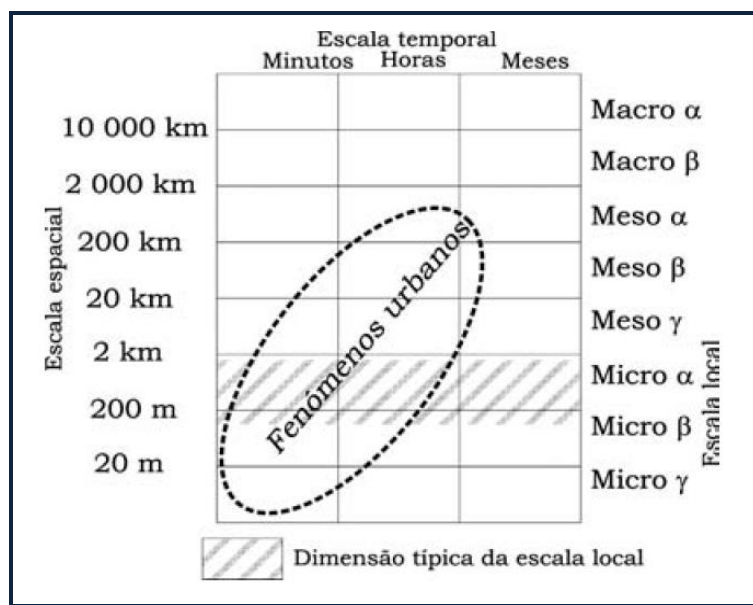 Escala temporal
Minutos Horas Meses
10 000 km
2 000 km
200 km
20 km
2 km
200 m
20 m
Escala espacial
Fenómenos urbanos
Macro α
Macro β
Meso α
Meso β
Meso γ
Micro α
Micro β
Micro γ
Escala local
Dimensão típica da escala local